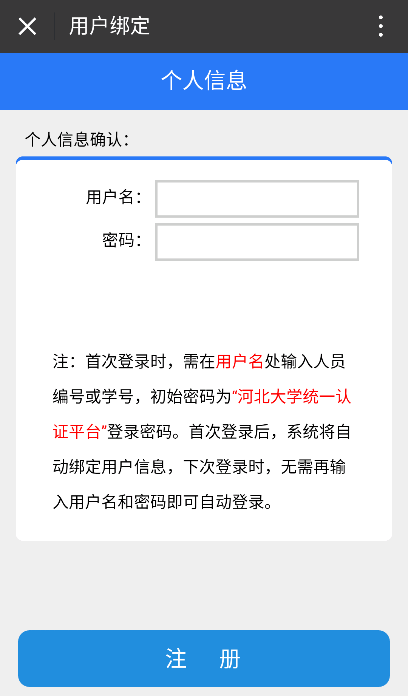 用户绑定
个人信息
个人信息确认：
用户名：
密码：
注：首次登录时，需在用户名处输入人员
编号或学号，初始密码为“河北大学统一认
证平台”登录密码。首次登录后，系统将自
动绑定用户信息，下次登录时，无需再输
入用户名和密码即可自动登录。
注 册